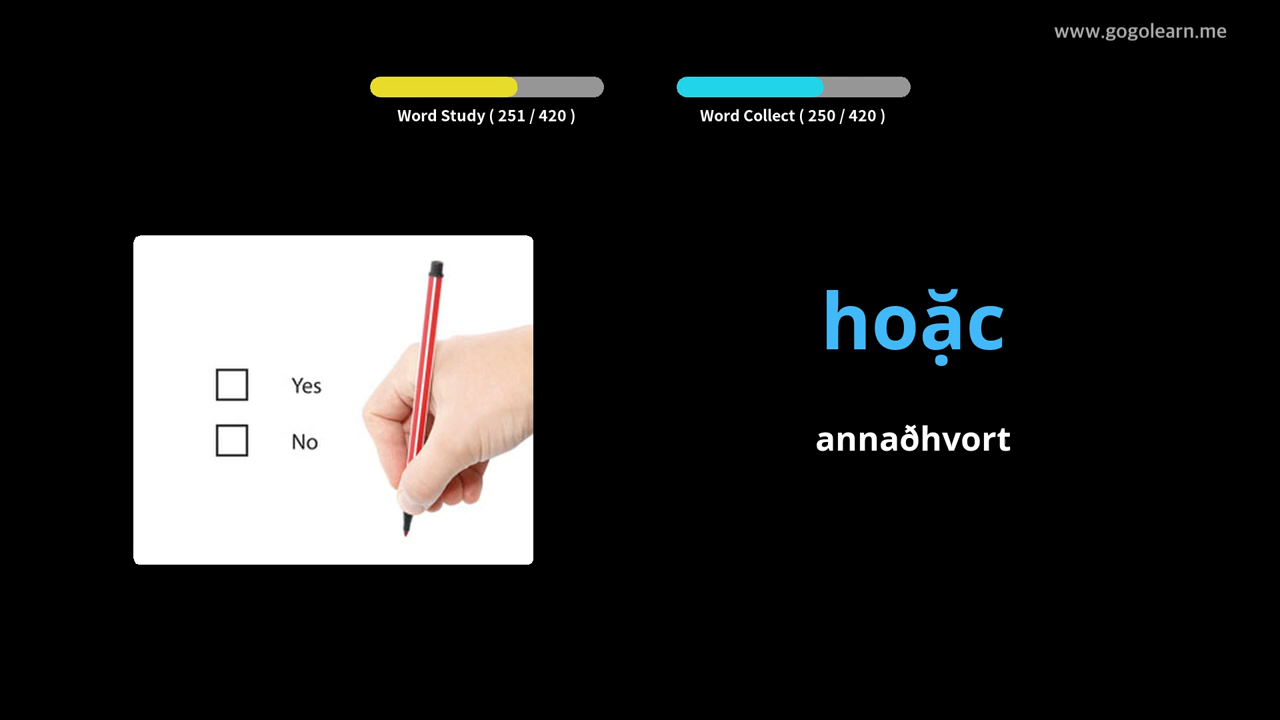 www.gogolearn.me
Word Study ( 251 / 420 )
Word Collect ( 250 / 420 )
Yes
No
hoặc
annaðhvort